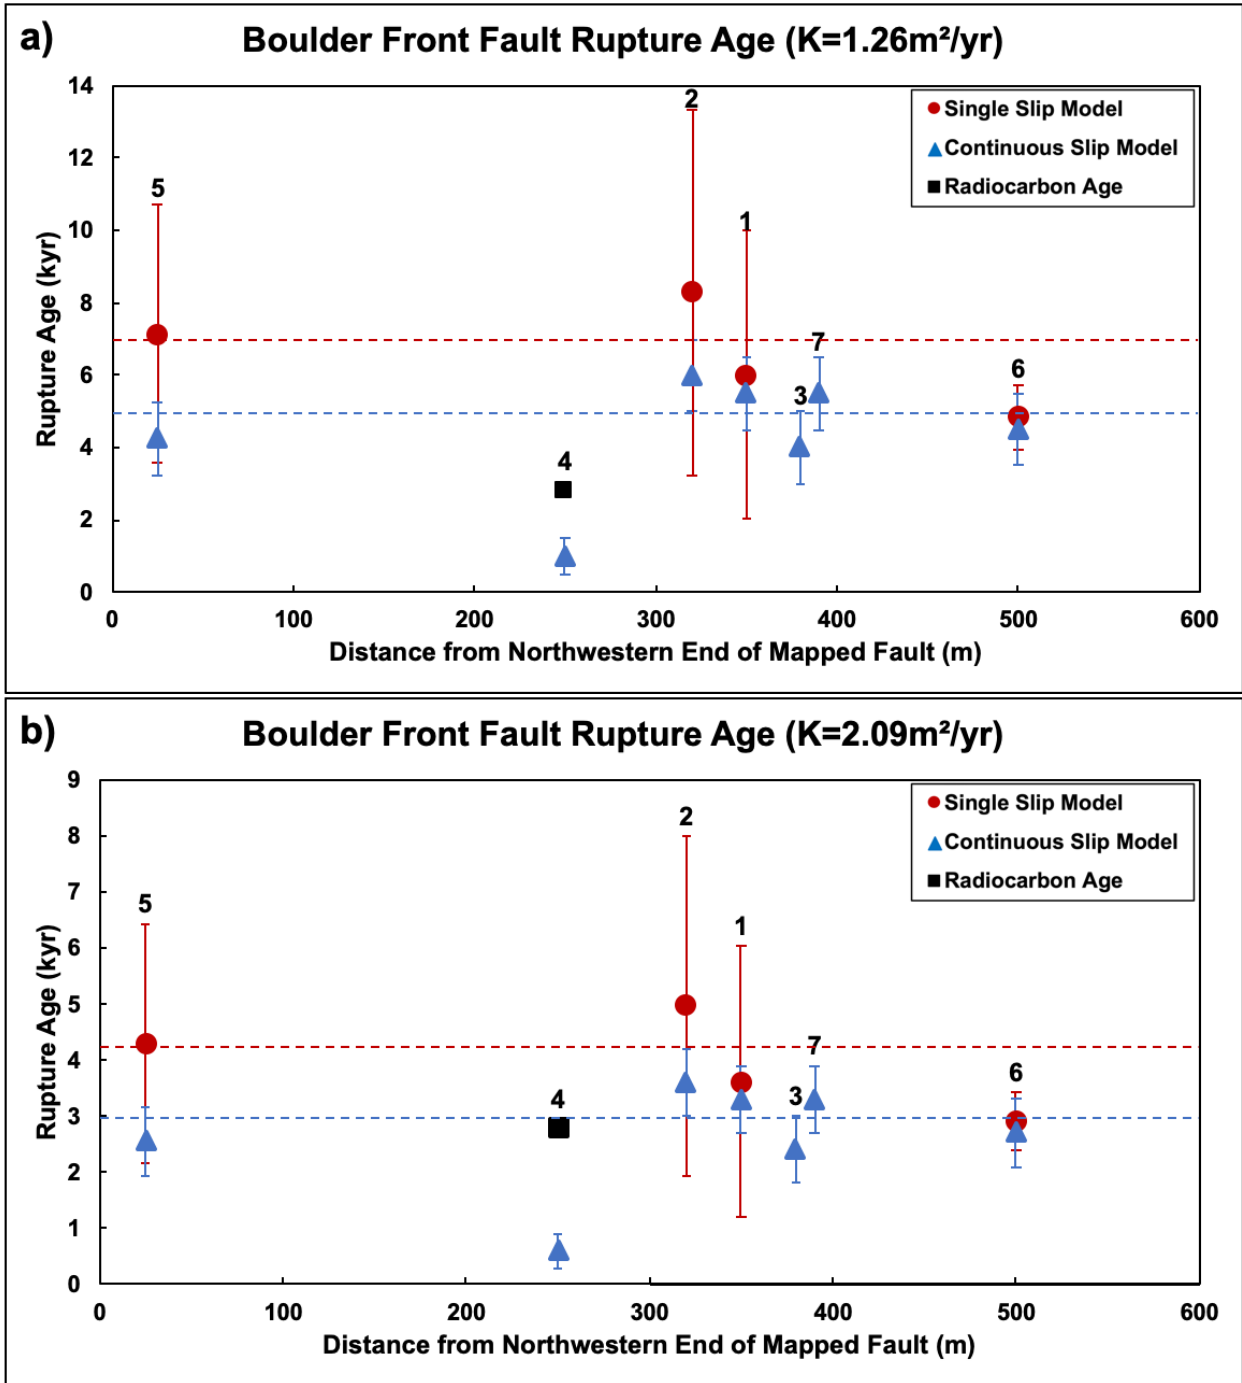 a)
Boulder Front Fault Rupture Age (K=1.26m²/yr)
14
12
10
8
6
4
2
0
Rupture Age (kyr)
5
4
2
1
3
7
6
Single Slip Model
Continuous Slip Model
Radiocarbon Age
0 100 200 300 400 500 600
Distance from Northwestern End of Mapped Fault (m)
b)
Boulder Front Fault Rupture Age (K=2.09m²/yr)
9
8
7
6
5
4
3
2
1
0
Rupture Age (kyr)
5
4
2
1
3
7
6
Single Slip Model
Continuous Slip Model
Radiocarbon Age
0 100 200 300 400 500 600
Distance from Northwestern End of Mapped Fault (m)